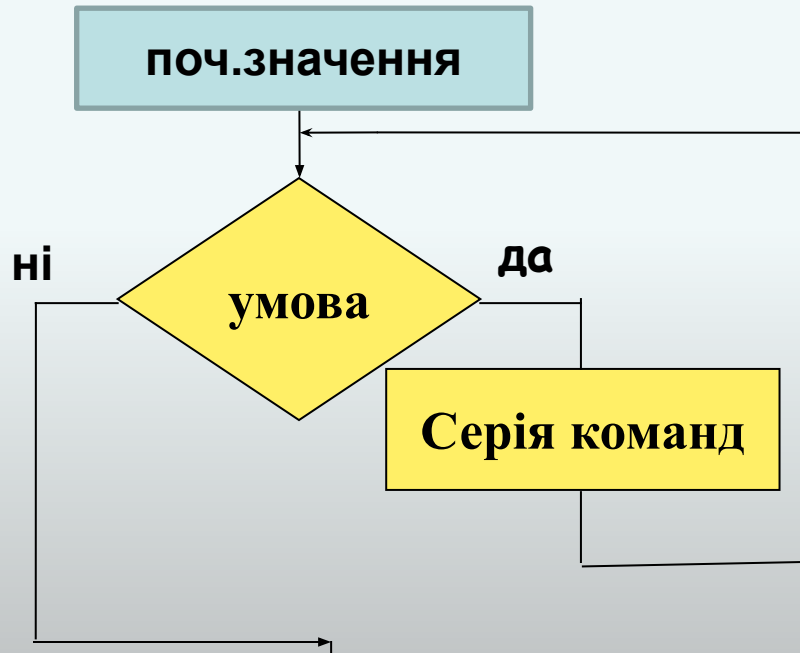 поч.значення
ні
да
умова
Серія команд